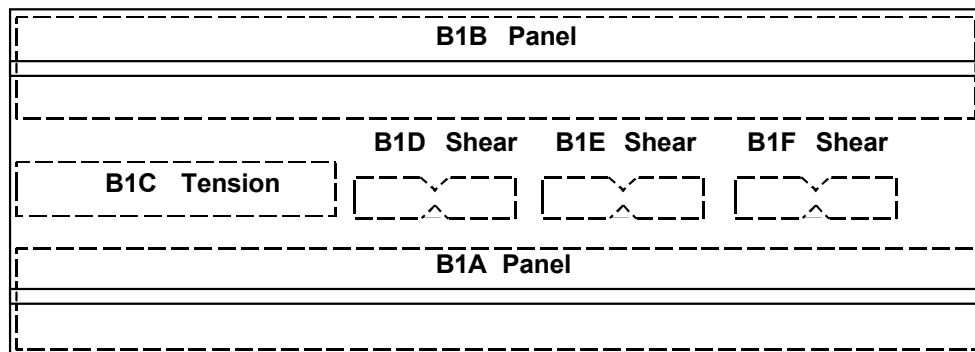 B1B Panel
B1D Shear B1E Shear B1F Shear
B1C Tension
B1A Panel